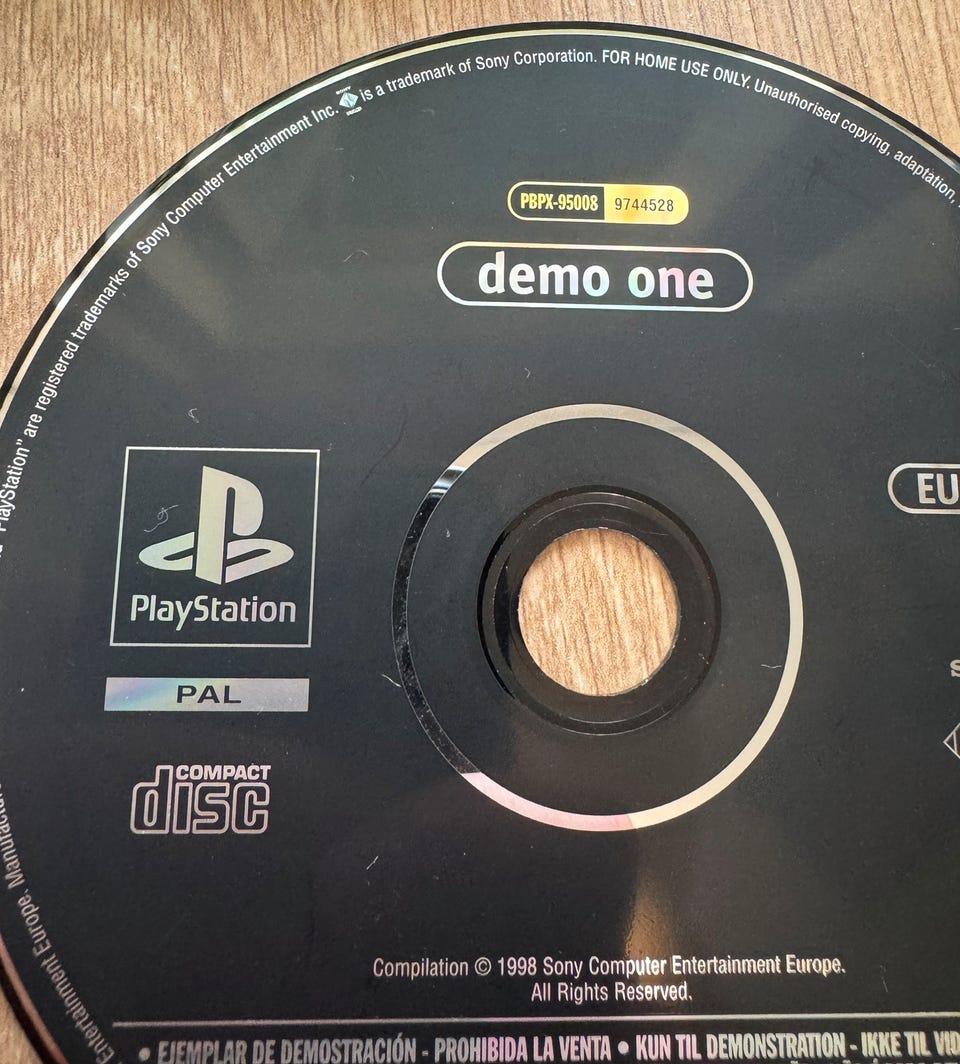 PlayStation" are registered trademarks of Sony Computer Entertainment Inc. SONY is a trademark of Sony Corporation. FOR HOME USE ONLY. Unauthorised copying, adaptation,
PBPX-95008 9744528
demo one
EU
PlayStation
PAL
COMPACT
disc
Entertainment Europe.
Compilation © 1998 Sony Computer Entertainment Europe.
All Rights Reserved.
• EJEMPLAR DE DEMOSTRACIÓN - PROHIBIDA LA VENTA • KUN TIL DEMONSTRATION - IKKE TIL